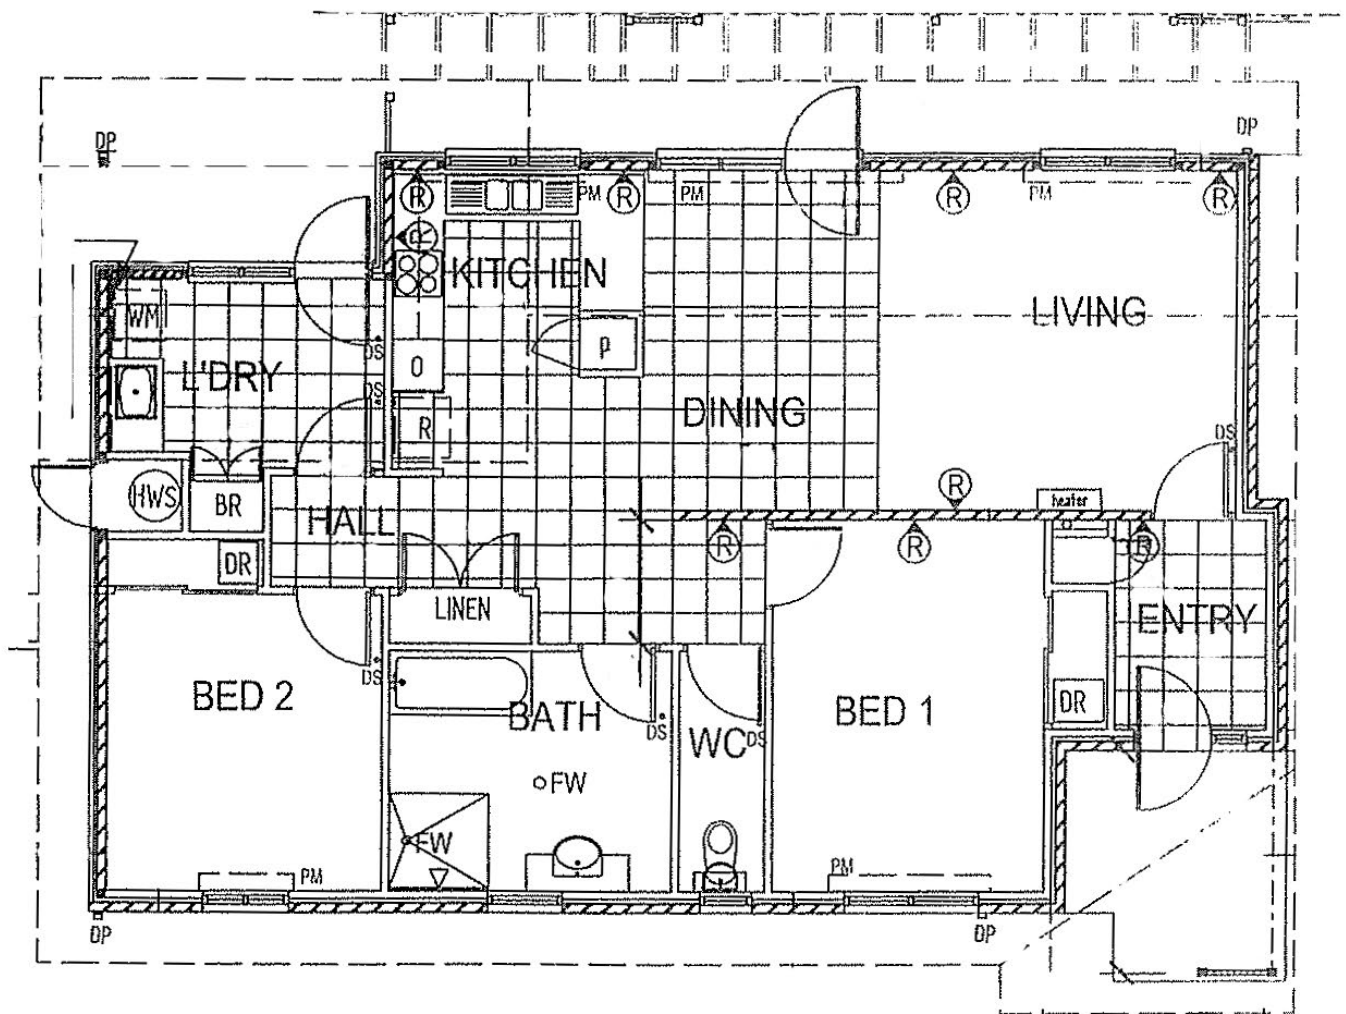 DP
DP
R
R
PM
PM
R
PM
R
R
KITCHEN
LIVING
WM
DS
P
O
L'DRY
DS
DINING
R
DS
HWS
BR
R
heater
HALL
R
R
R
DR
LINEN
ENTRY
DS
BED 2
BED 1
DR
BATH
WC
DS
DS
FW
FW
PM
PM
DP
DP